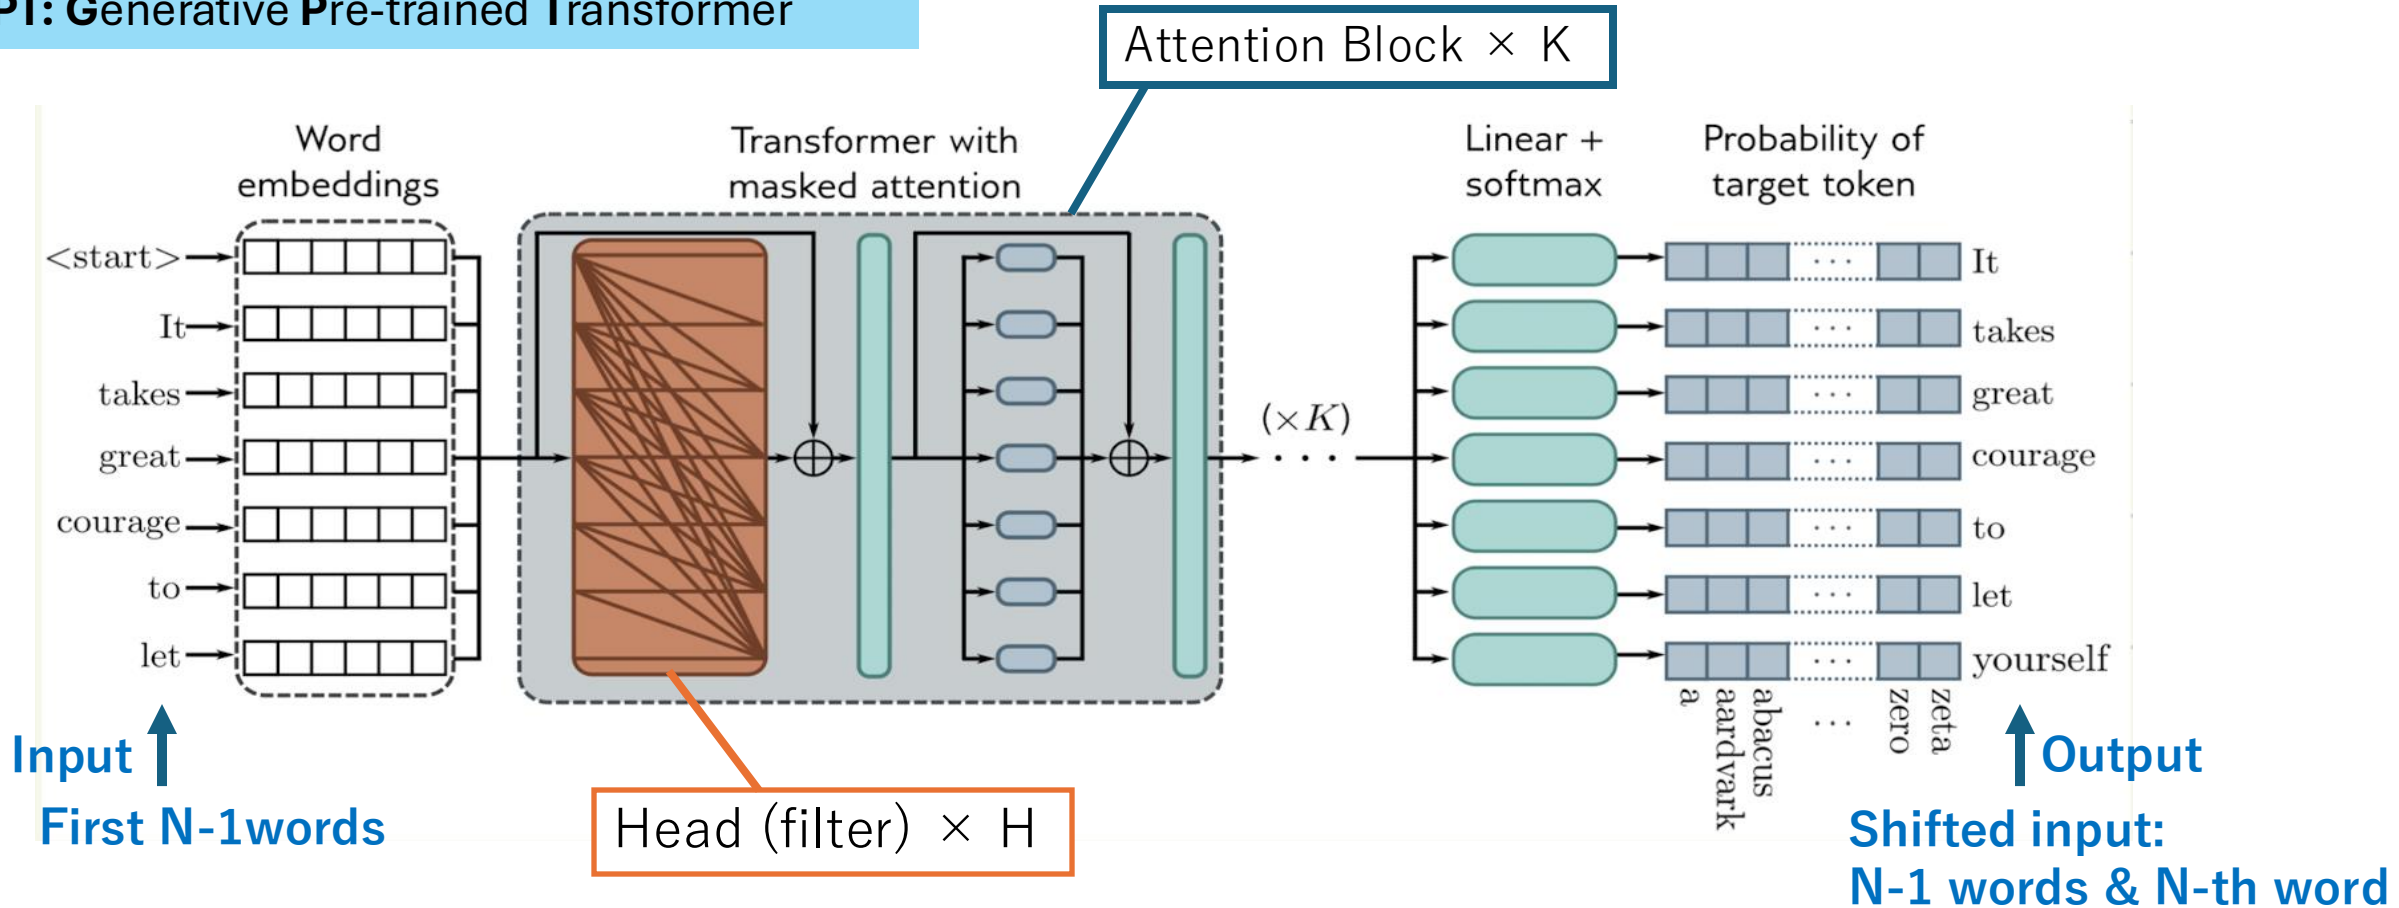 PT: Generative Pre-trained Transformer
Attention Block × K
Word
embeddings
Transformer with
masked attention
Linear +
softmax
Probability of
target token
<start>
It
takes
great
courage
to
let
(×K)
...
It
takes
great
courage
to
let
yourself
...
...
...
...
...
...
...
a
aardvark
abacus
...
zero
zeta
Input
First N-1words
Head (filter) × H
Output
Shifted input:
N-1 words & N-th word